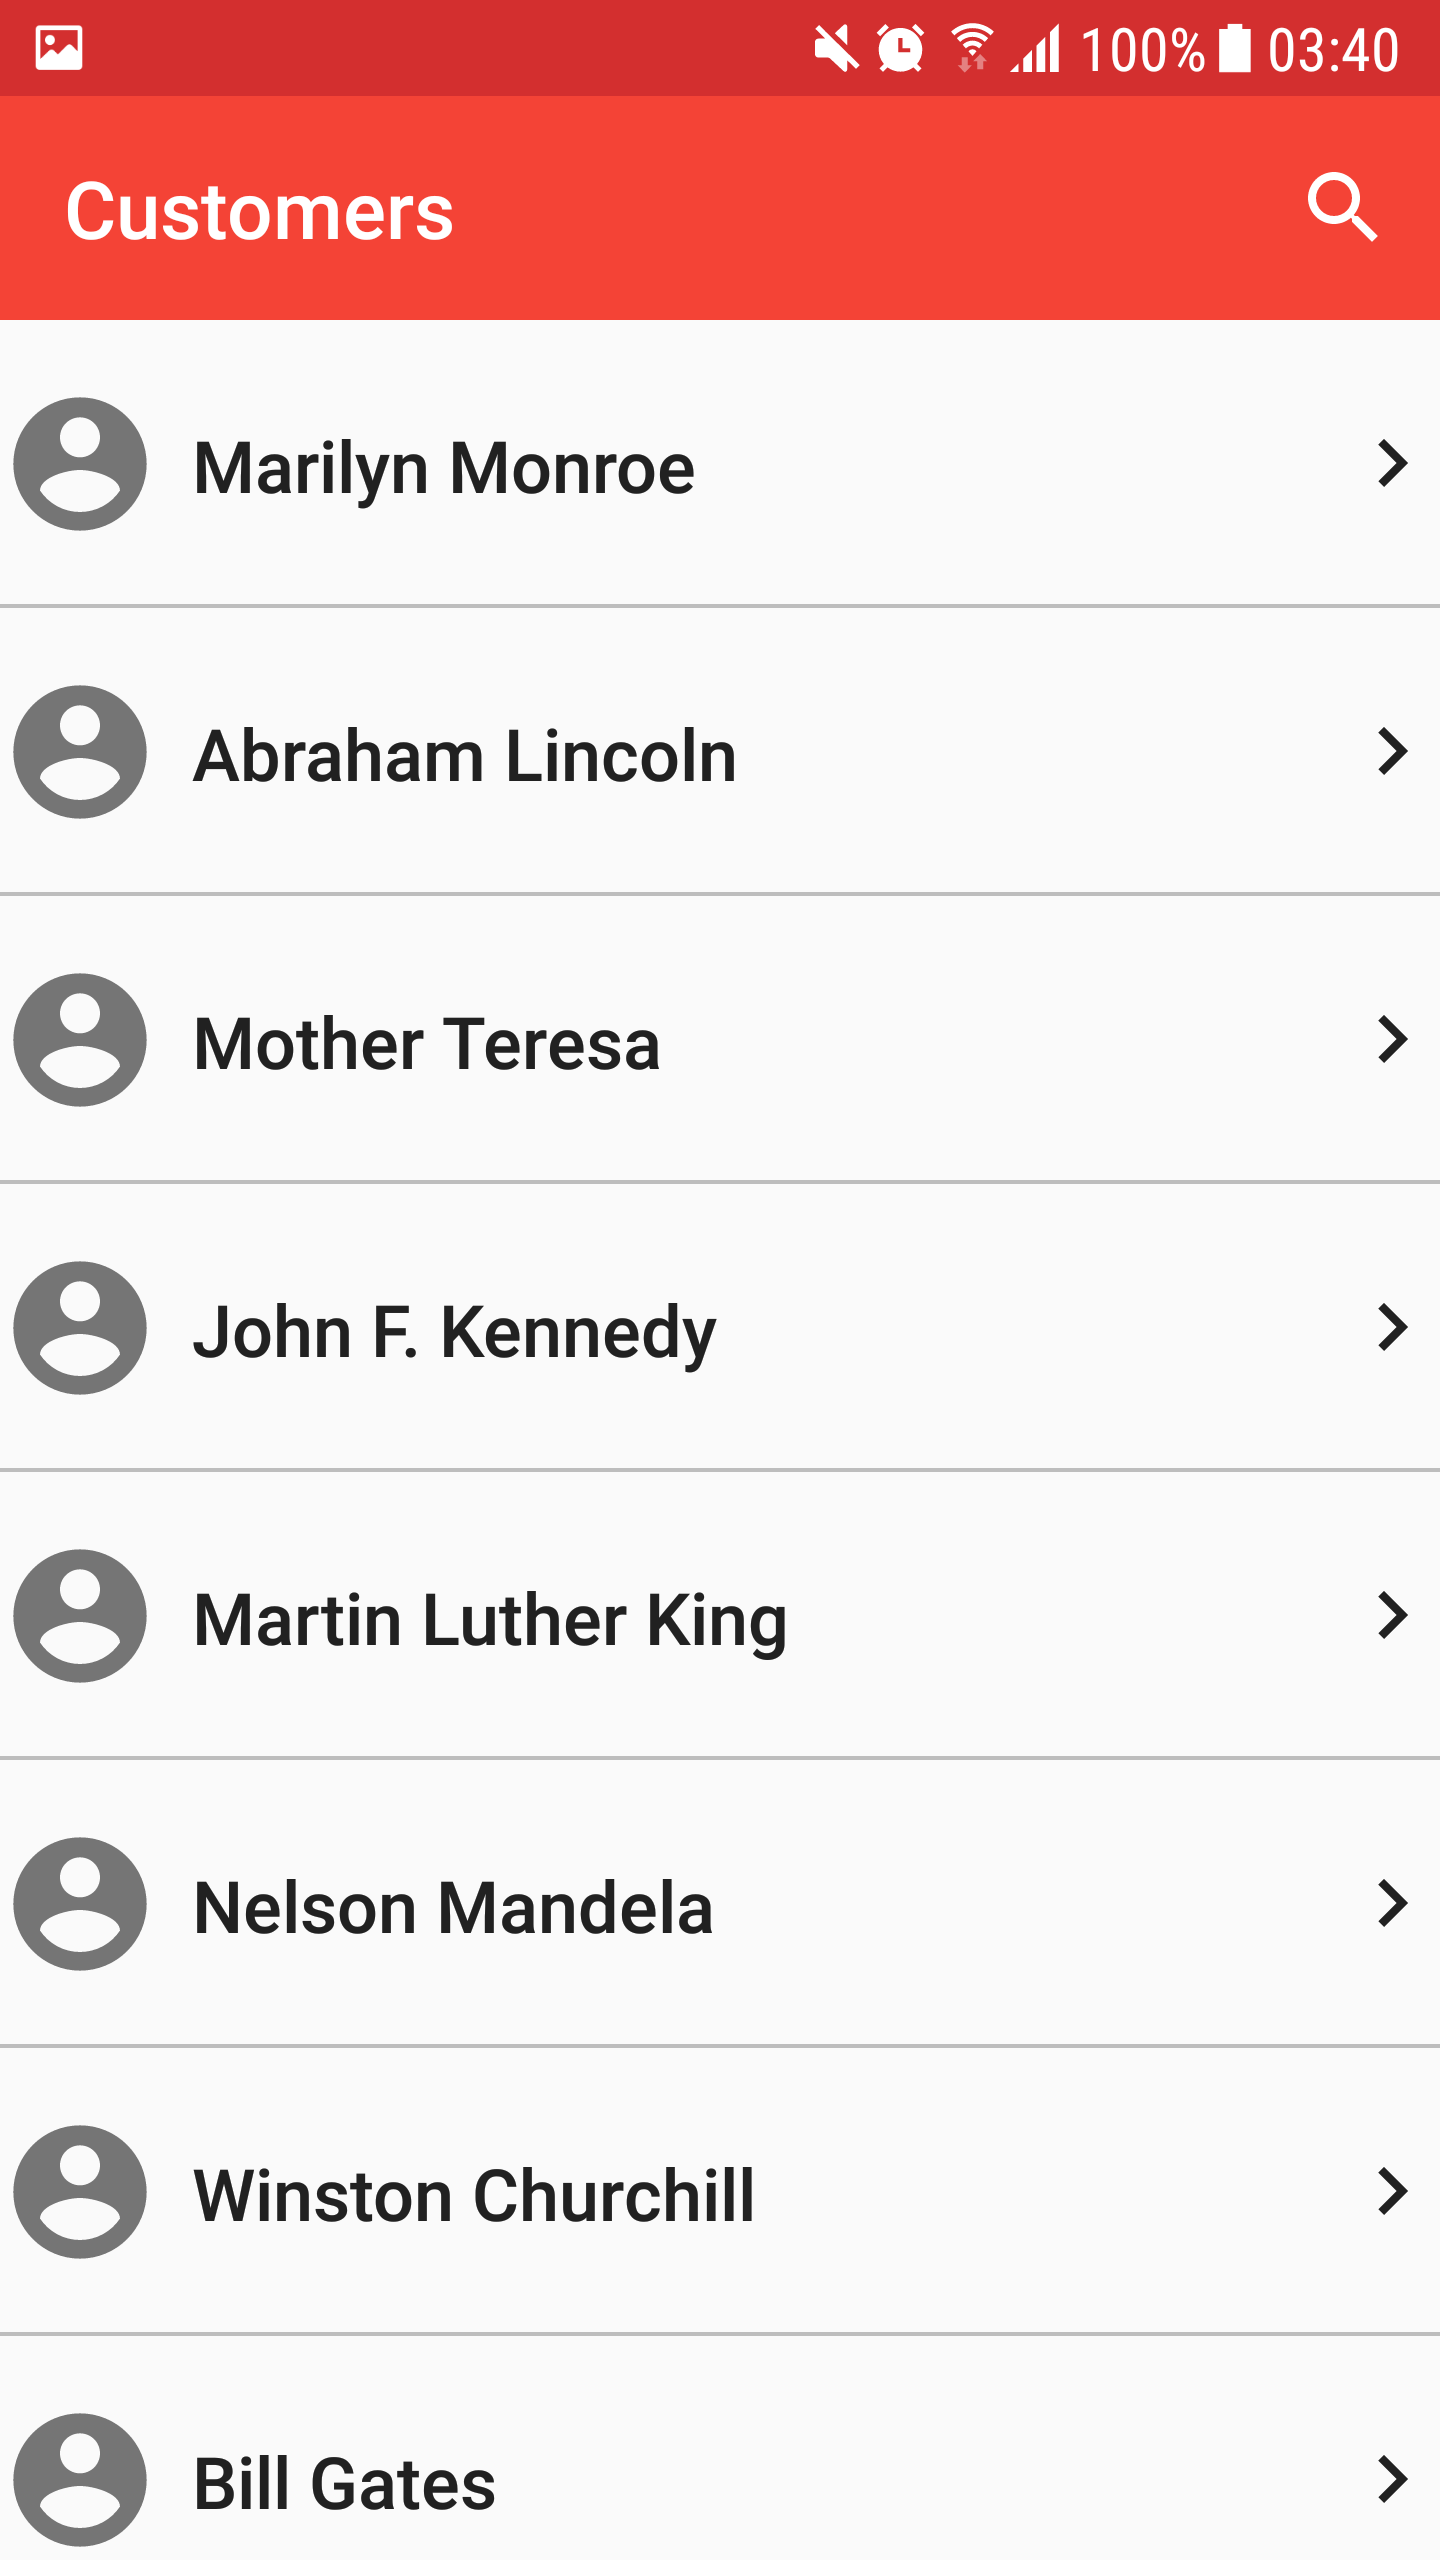 100% 03:40
Customers
Marilyn Monroe
Abraham Lincoln
Mother Teresa
John F. Kennedy
Martin Luther King
Nelson Mandela
Winston Churchill
Bill Gates